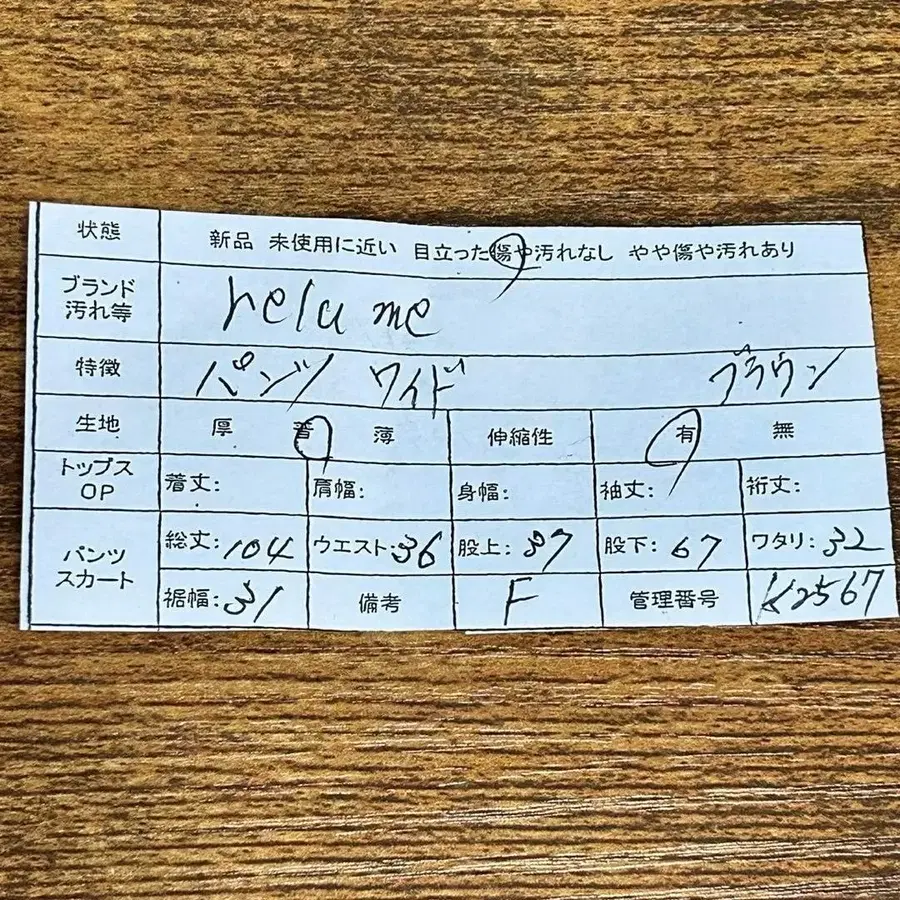 状態 新品 未使用に近い 目立った傷や汚れなし やや傷や汚れあり
ブランド
汚れ等 relume
特徴 パンツ ワイド ブラウン
生地 厚 普 薄 伸縮性 有 無
トップス
OP 着丈: 肩幅: 身幅: 袖丈: 裄丈:
パンツ
スカート 総丈:104 ウエスト:36 股上:37 股下:67 ワタリ:32
裾幅:31 備考 F 管理番号 K2567